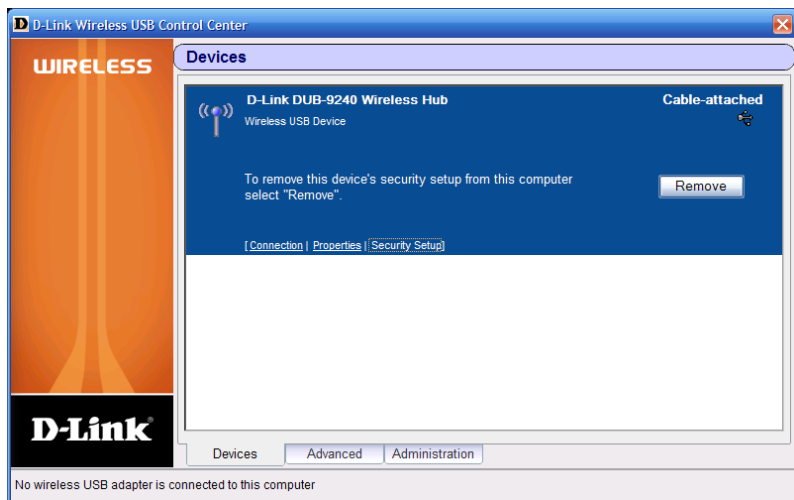 D-Link Wireless USB Control Center
WIRELESS
Devices
D-Link DUB-9240 Wireless Hub
Cable-attached
Wireless USB Device
To remove this device's security setup from this computer
select "Remove".
Remove
[ Connection | Properties | Security Setup]
D-Link
Devices
Advanced
Administration
No wireless USB adapter is connected to this computer